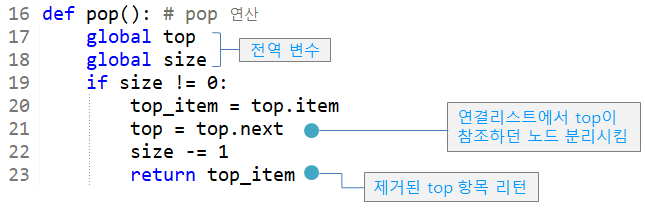 16 def pop(): # pop 연산
17     global top
18     global size
전역 변수
19     if size != 0:
20         top_item = top.item
21         top = top.next
연결리스트에서 top이
참조하던 노드 분리시킴
22         size -= 1
23         return top_item
제거된 top 항목 리턴